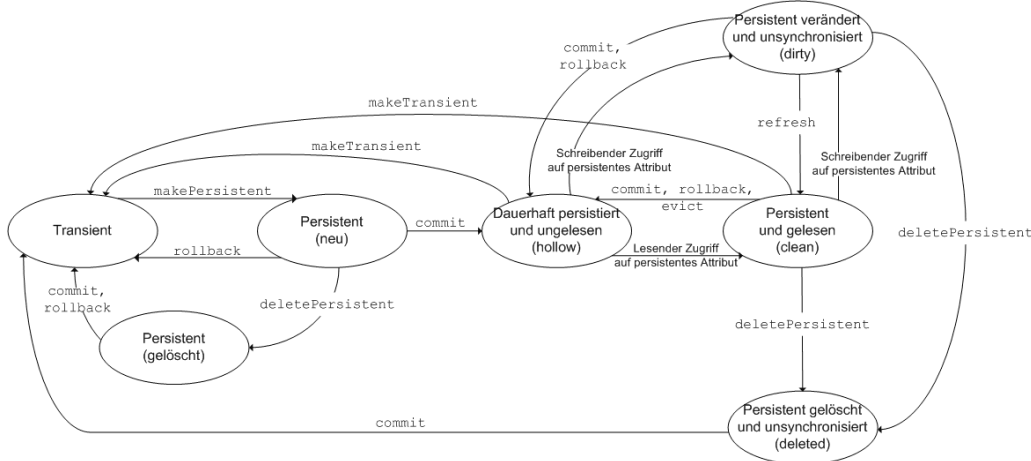 Persistent verändert
und unsynchronisiert
(dirty)
commit,
rollback
makeTransient
refresh
makeTransient
Schreibender Zugriff
auf persistentes Attribut
Schreibender Zugriff
auf persistentes Attribut
makePersistent
commit, rollback,
evict
Transient
Persistent
(neu)
commit
Dauerhaft persistiert
und ungelesen
(hollow)
Persistent
und gelesen
(clean)
deletePersistent
rollback
Lesender Zugriff
auf persistentes Attribut
commit,
rollback
deletePersistent
Persistent
(gelöscht)
deletePersistent
Persistent gelöscht
und unsynchronisiert
(deleted)
commit